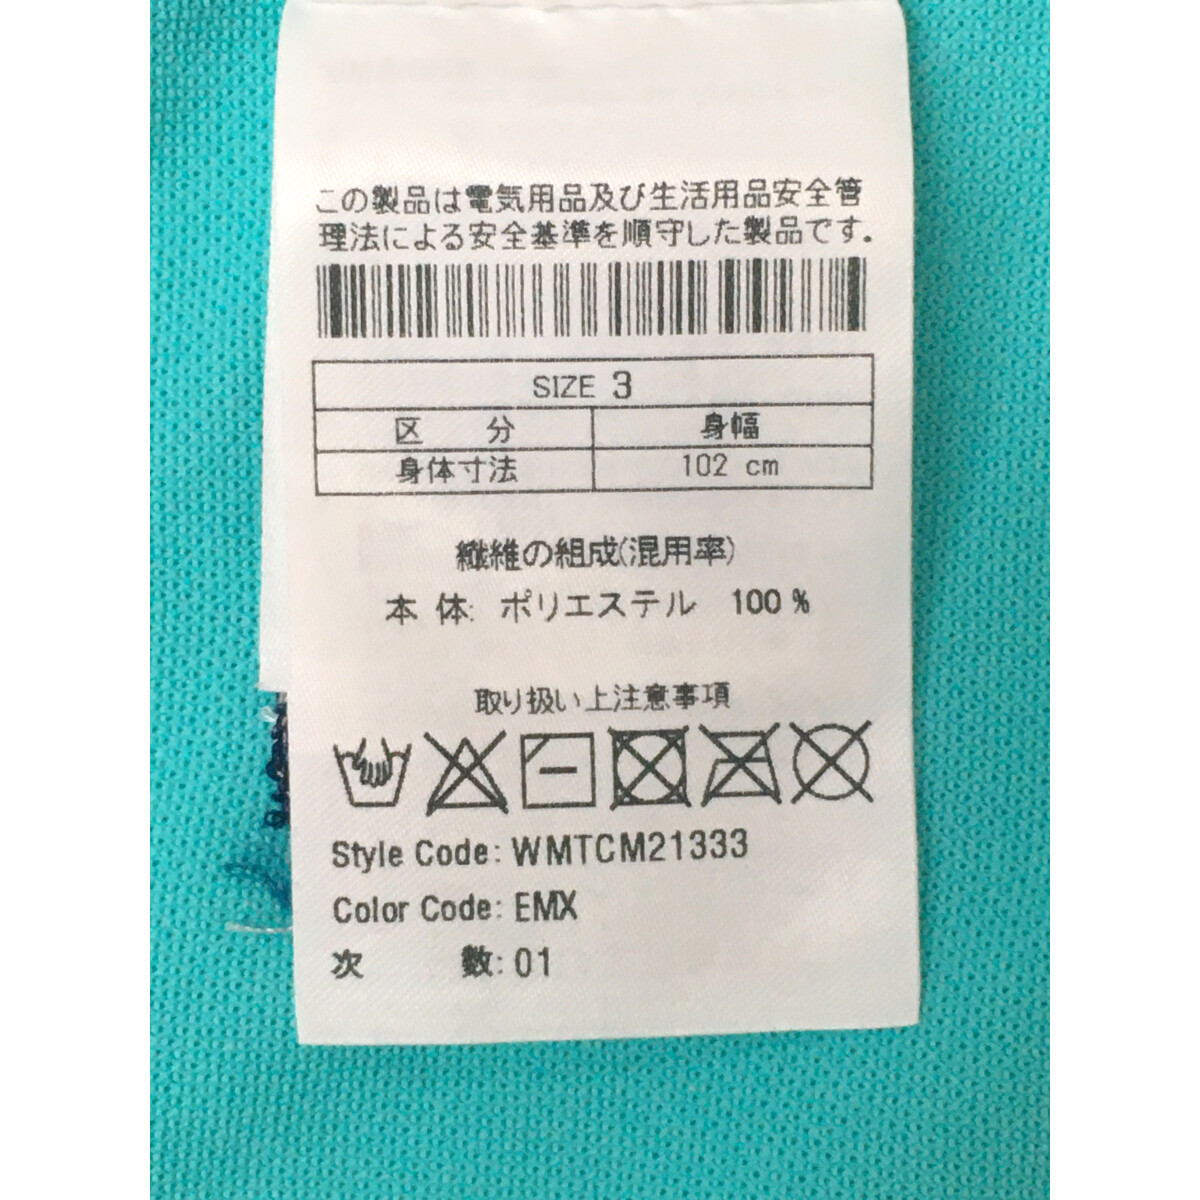 この製品は電気用品及び生活用品安全管
理法による安全基準を順守した製品です.
SIZE 3
区 分 身幅
身体寸法 102 cm
繊維の組成(混用率)
本 体: ポリエステル 100 %
取り扱い上注意事項
Style Code: WMTCM21333
Color Code: EMX
次 数: 01